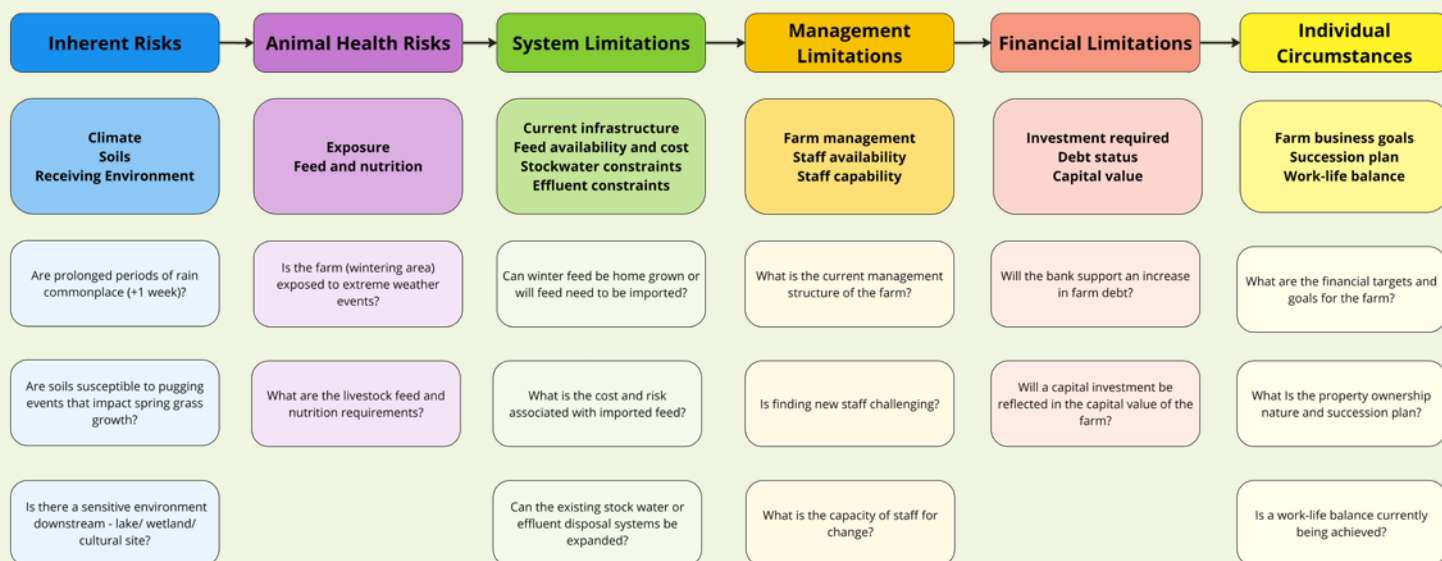 Inherent Risks
Animal Health Risks
System Limitations
Management
Limitations
Financial Limitations
Individual
Circumstances
Climate
Soils
Receiving Environment
Exposure
Feed and nutrition
Current infrastructure
Feed availability and cost
Stockwater constraints
Effluent constraints
Farm management
Staff availability
Staff capability
Investment required
Debt status
Capital value
Farm business goals
Succession plan
Work-life balance
Are prolonged periods of rain
commonplace (+1 week)?
Is the farm (wintering area)
exposed to extreme weather
events?
Can winter feed be home grown or
will feed need to be imported?
What is the current management
structure of the farm?
Will the bank support an increase
in farm debt?
What are the financial targets and
goals for the farm?
Are soils susceptible to pugging
events that impact spring grass
growth?
What are the livestock feed and
nutrition requirements?
What is the cost and risk
associated with imported feed?
Is finding new staff challenging?
Will a capital investment be
reflected in the capital value of the
farm?
What Is the property ownership
nature and succession plan?
Is there a sensitive environment
downstream - lake/ wetland/
cultural site?
Can the existing stock water or
effluent disposal systems be
expanded?
What is the capacity of staff for
change?
Is a work-life balance currently
being achieved?